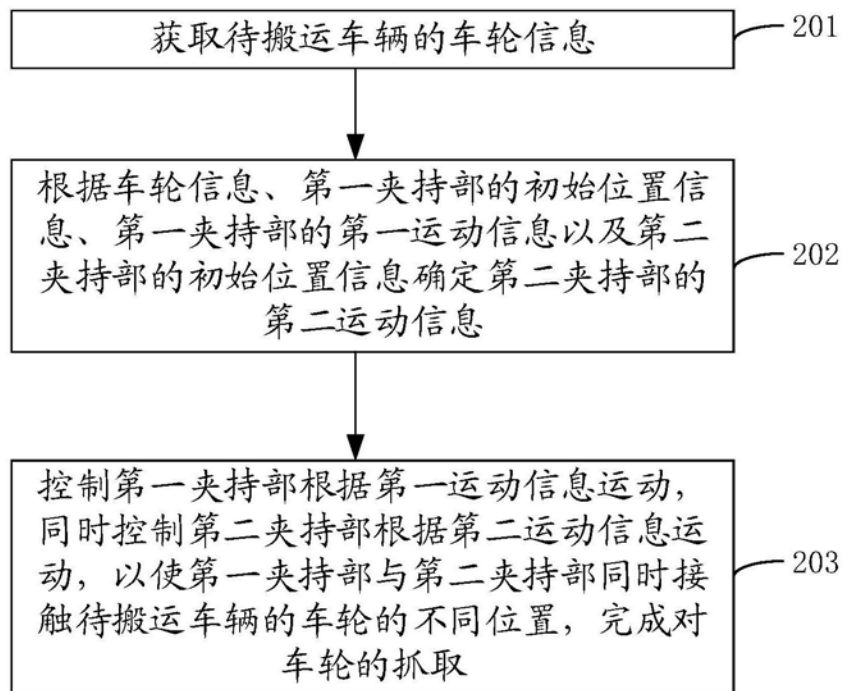 获取待搬运车辆的车轮信息
201
根据车轮信息、第一夹持部的初始位置信
息、第一夹持部的第一运动信息以及第二
夹持部的初始位置信息确定第二夹持部的
第二运动信息
202
控制第一夹持部根据第一运动信息运动，
同时控制第二夹持部根据第二运动信息运
动，以使第一夹持部与第二夹持部同时接
触待搬运车辆的车轮的不同位置，完成对
车轮的抓取
203